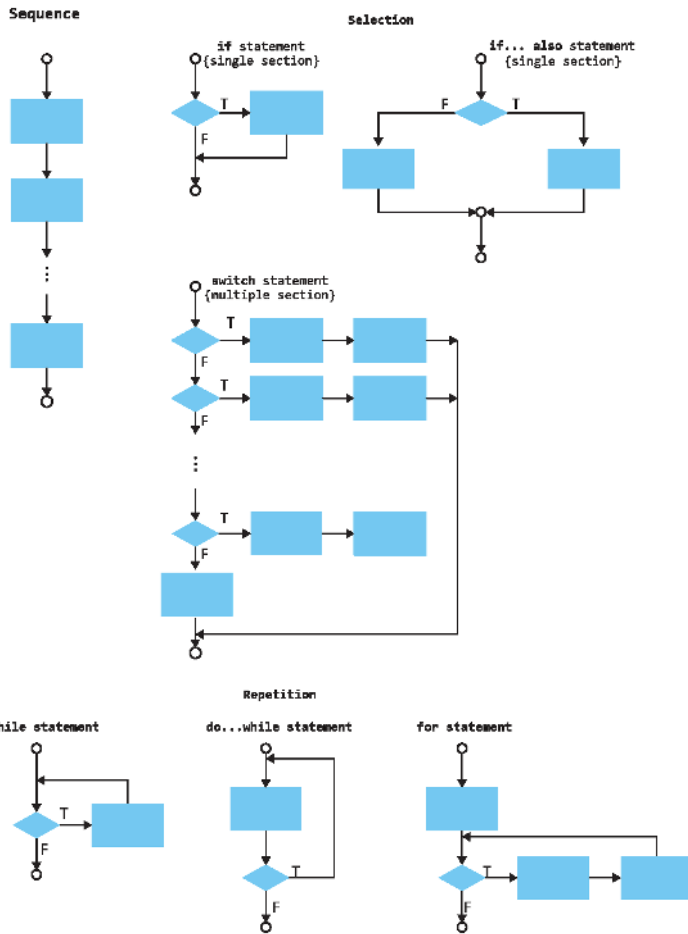 Sequence
Selection
if statement
{single section}
if... also statement
{single section}
T
F
F
T
switch statement
{multiple section}
T
F
T
F
⋮
⋮
T
F
Repetition
hile statement
do...while statement
for statement
T
F
T
F
T
F